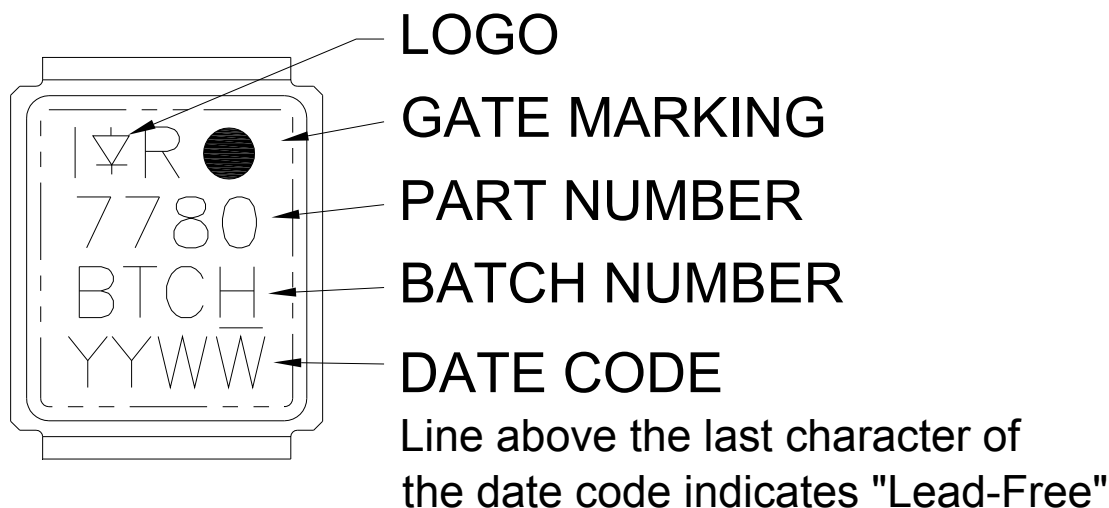 LOGO
I R
GATE MARKING
7780
PART NUMBER
BTCH
BATCH NUMBER
YYWW
DATE CODE
Line above the last character of
the date code indicates "Lead-Free"